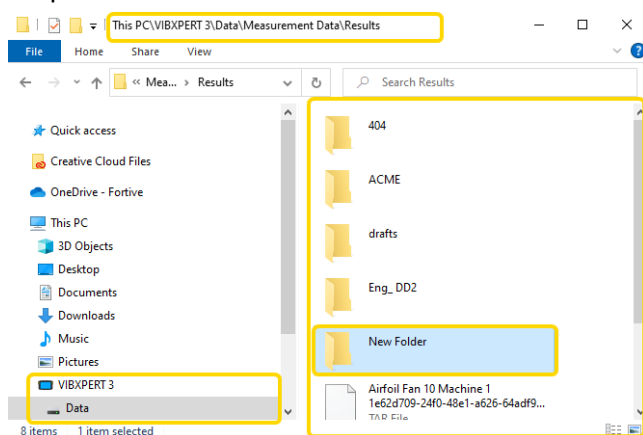 This PC\VIBXPERT 3\Data\Measurement Data\Results
File Home Share View
« Mea... › Results
Search Results
Quick access
Creative Cloud Files
OneDrive - Fortive
This PC
3D Objects
Desktop
Documents
Downloads
Music
Pictures
VIBXPERT 3
Data
404
ACME
drafts
Eng_ DD2
New Folder
Airfoil Fan 10 Machine 1
1e62d709-24f0-48e1-a626-64adf9...
TAR File
8 items 1 item selected